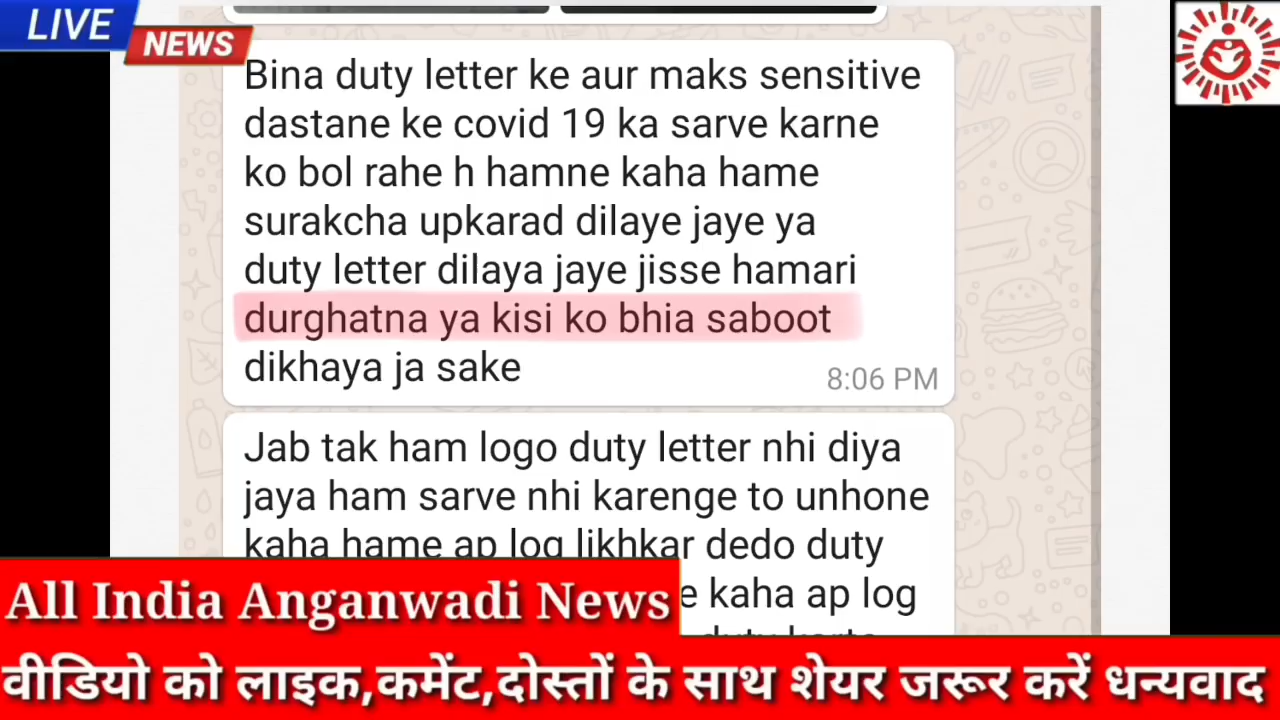 LIVE
NEWS
Bina duty letter ke aur maks sensitive
dastane ke covid 19 ka sarve karne
ko bol rahe h hamne kaha hame
surakcha upkarad dilaye jaye ya
duty letter dilaya jaye jisse hamari
durghatna ya kisi ko bhia saboot
dikhaya ja sake
8:06 PM
Jab tak ham logo duty letter nhi diya
jaya ham sarve nhi karenge to unhone
kaha hame ap log likhkar dedo duty
kaha ap log
All India Anganwadi News
वीडियो को लाइक,कमेंट,दोस्तों के साथ शेयर जरूर करें धन्यवाद